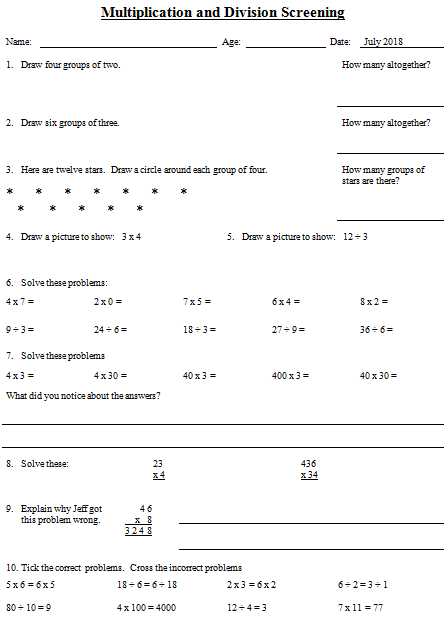 Multiplication and Division Screening
Name: Age: Date: July 2018
1. Draw four groups of two. How many altogether?
2. Draw six groups of three. How many altogether?
3. Here are twelve stars. Draw a circle around each group of four. How many groups of
stars are there?
* * * * * * *
* * * * *
4. Draw a picture to show: 3 x 4 5. Draw a picture to show: 12 ÷ 3
6. Solve these problems:
4 x 7 = 2 x 0 = 7 x 5 = 6 x 4 = 8 x 2 =
9 ÷ 3 = 24 ÷ 6 = 18 ÷ 3 = 27 ÷ 9 = 36 ÷ 6 =
7. Solve these problems
4 x 3 = 4 x 30 = 40 x 3 = 400 x 3 = 40 x 30 =
What did you notice about the answers?
8. Solve these: 23 436
x 4 x 34
9. Explain why Jeff got 4 6
this problem wrong. x 8
3 2 4 8
10. Tick the correct problems. Cross the incorrect problems
5 x 6 = 6 x 5 18 ÷ 6 = 6 ÷ 18 2 x 3 = 6 x 2 6 ÷ 2 = 3 ÷ 1
80 ÷ 10 = 9 4 x 100 = 4000 12 ÷ 4 = 3 7 x 11 = 77